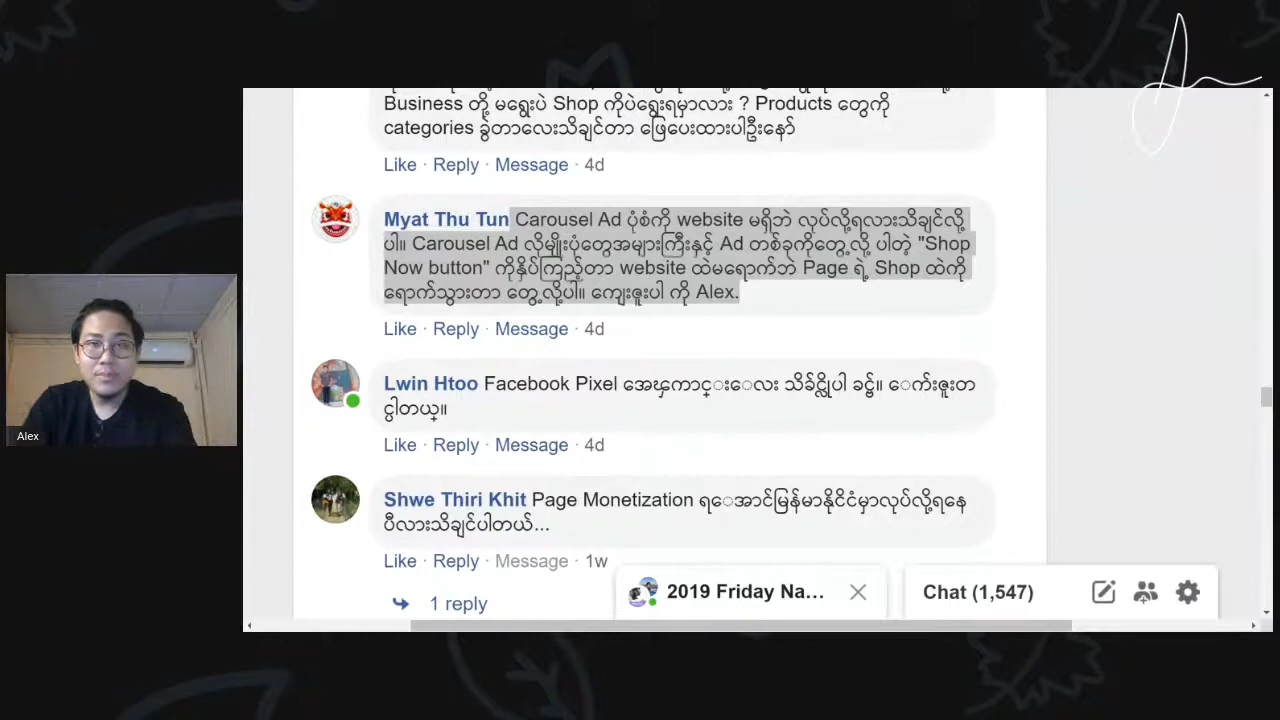 Business တို့ မရွေးပဲ Shop ကိုပဲရွေးရမှာလား ? Products တွေကို
categories ခွဲတာလေးသိချင်တာ ဖြေပေးထားပါဦးနော်
Like · Reply · Message · 4d
Myat Thu Tun Carousel Ad ပုံစံကို website မရှိဘဲ လုပ်လို့ရလားသိချင်လို့
ပါ။ Carousel Ad လိုမျိုးပုံတွေအများကြီးနှင့် Ad တစ်ခုကိုတွေ့လို့ ပါတဲ့ "Shop
Now button" ကိုနှိပ်ကြည့်တာ website ထဲမရောက်ဘဲ Page ရဲ့ Shop ထဲကို
ရောက်သွားတာ တွေ့လို့ပါ။ ကျေးဇူးပါ ကို Alex.
Like · Reply · Message · 4d
Alex
Lwin Htoo Facebook Pixel အေၾကာင္းေလး သိခ်င္လို႔ပါ ခင္ဗ်။ ေက်းဇူးတ
င္ပါတယ္။
Like · Reply · Message · 4d
Shwe Thiri Khit Page Monetization ရေအာင်မြန်မာနိုင်ငံမှာလုပ်လို့ရနေ
ပီလားသိချင်ပါတယ်...
Like · Reply · Message · 1w
1 reply
2019 Friday Na...
Chat (1,547)